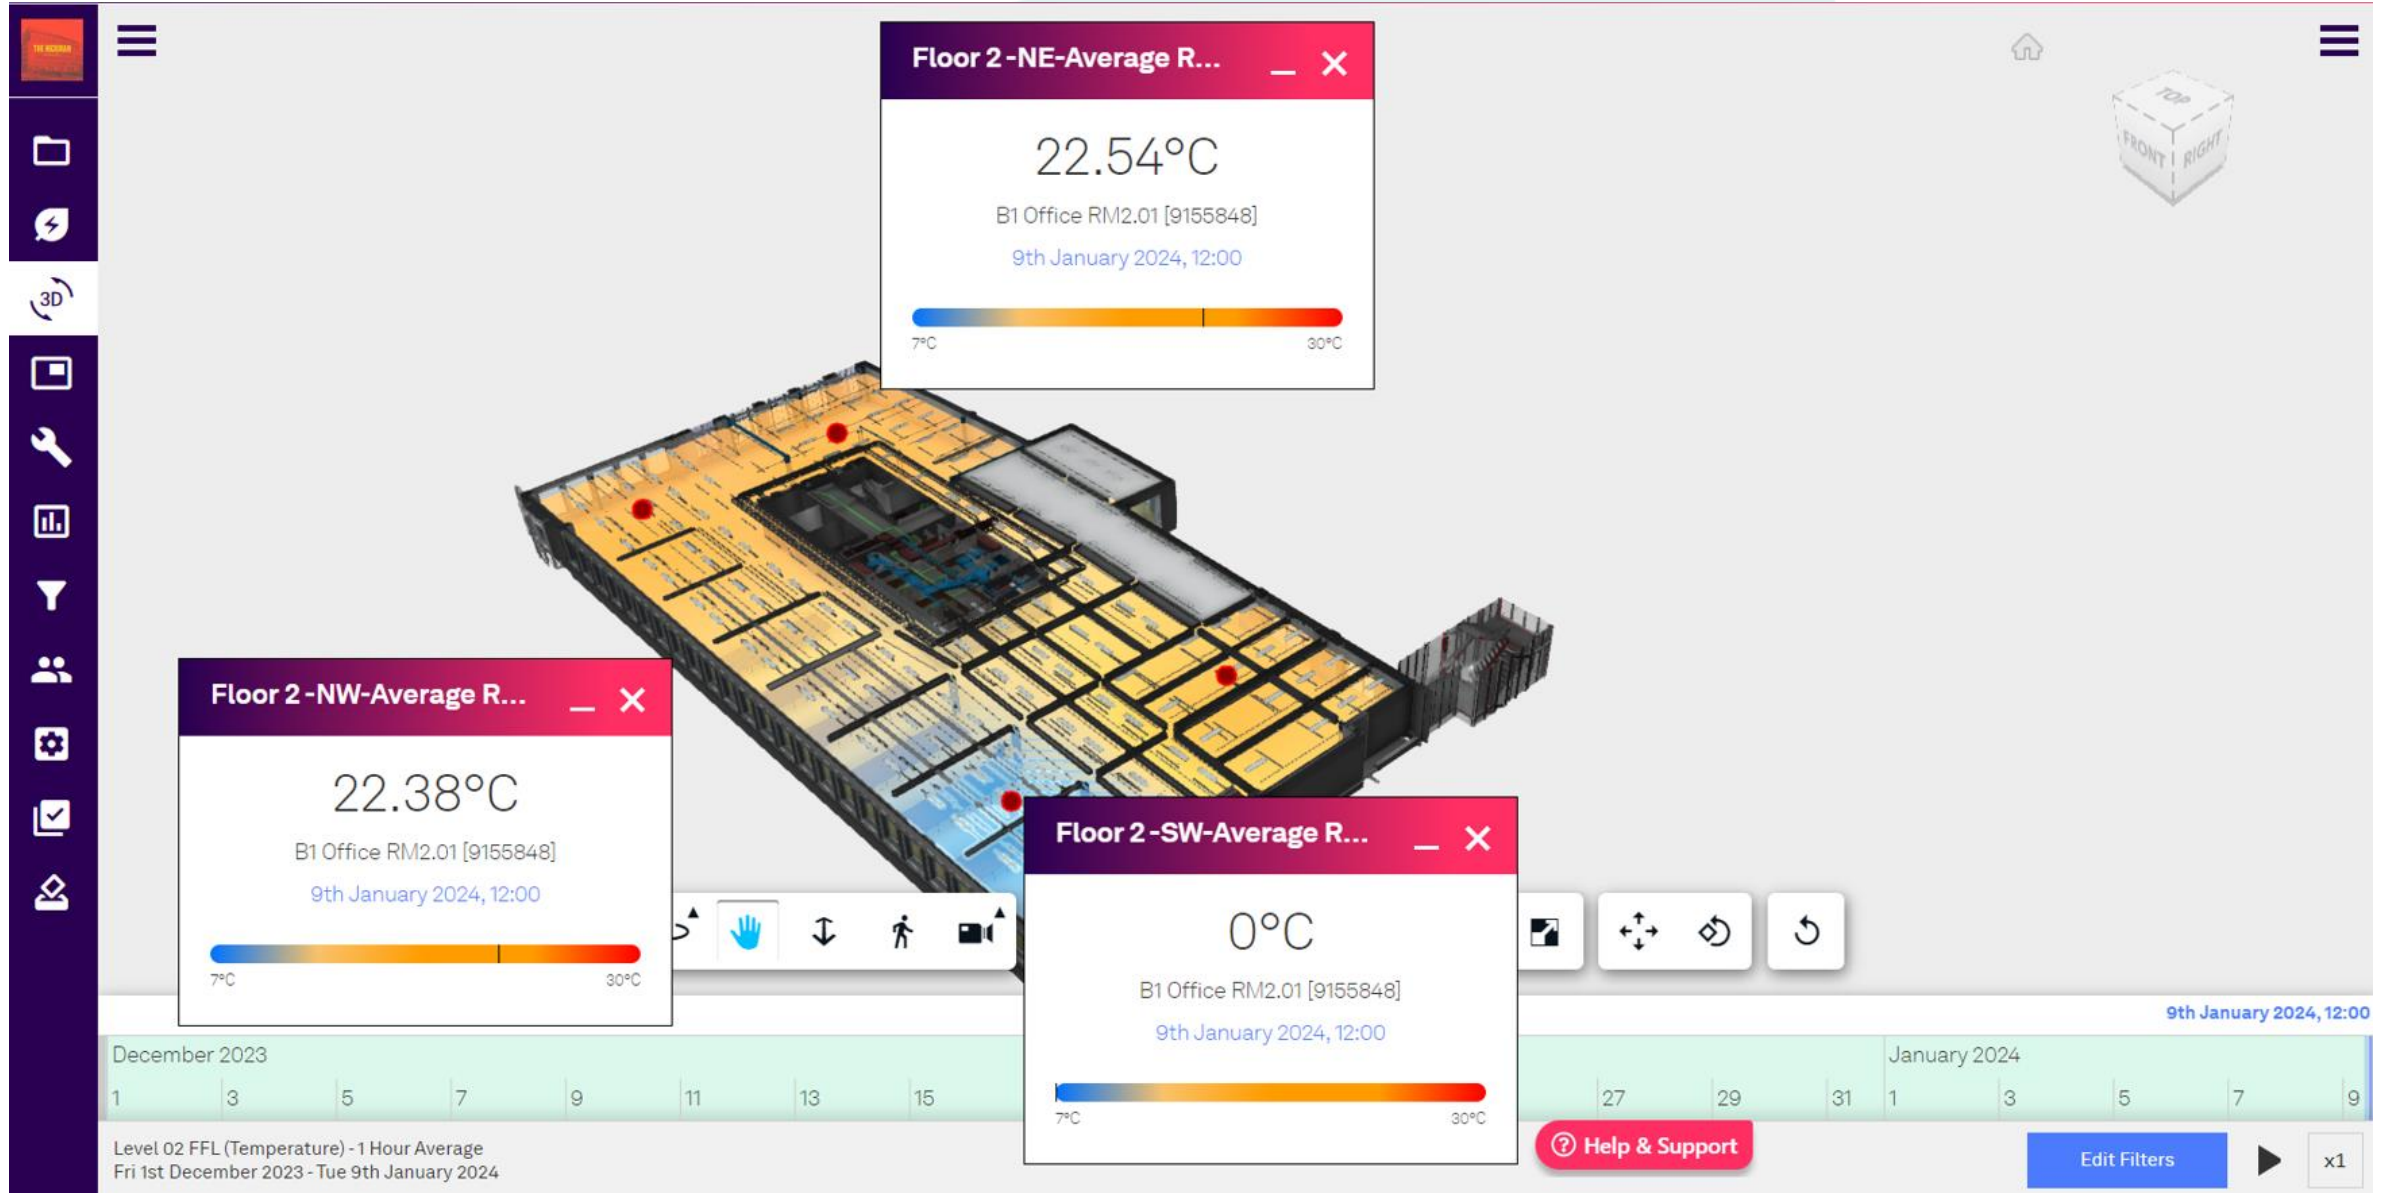 THE HICKMAN
Floor 2 -NE-Average R...
22.54°C
B1 Office RM2.01 [9155848]
9th January 2024, 12:00
7°C
30°C
TOP
FRONT
RIGHT
3D
Floor 2 -NW-Average R...
22.38°C
B1 Office RM2.01 [9155848]
9th January 2024, 12:00
7°C
30°C
Floor 2 -SW-Average R...
0°C
B1 Office RM2.01 [9155848]
9th January 2024, 12:00
7°C
30°C
9th January 2024, 12:00
December 2023
January 2024
1 3 5 7 9 11 13 15 27 29 31 1 3 5 7 9
Level 02 FFL (Temperature) - 1 Hour Average
Fri 1st December 2023 - Tue 9th January 2024
Help & Support
Edit Filters
x1